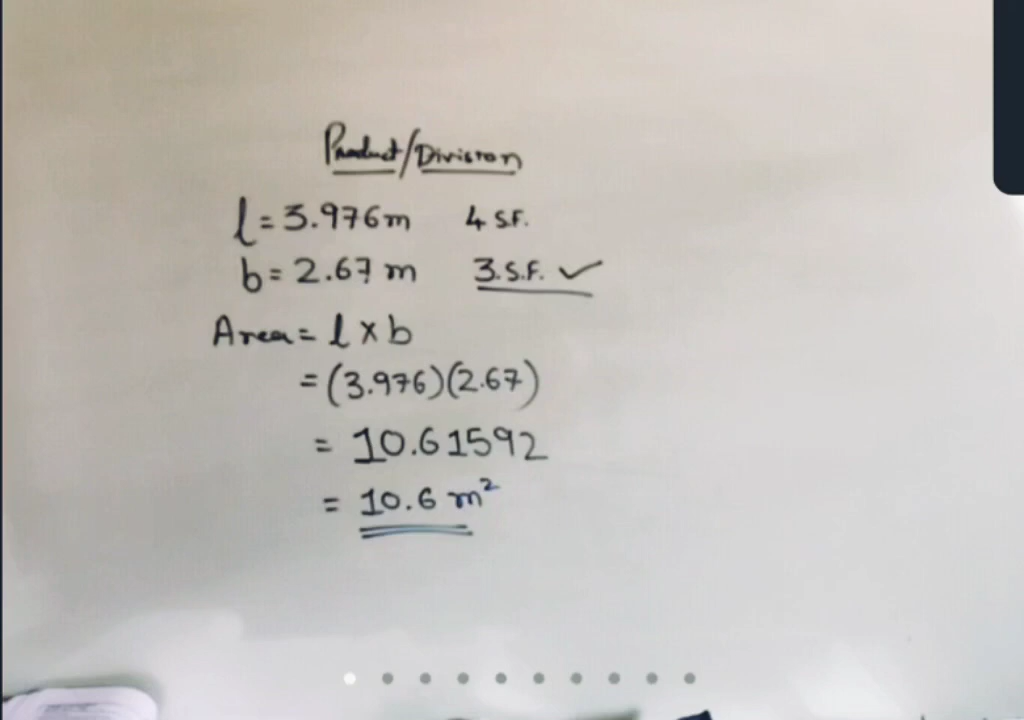 Product/Division
l = 3.976m 4 S.F.
b = 2.67 m 3.S.F. ✓
Area = l × b
= (3.976)(2.67)
= 10.61592
= 10.6 m²